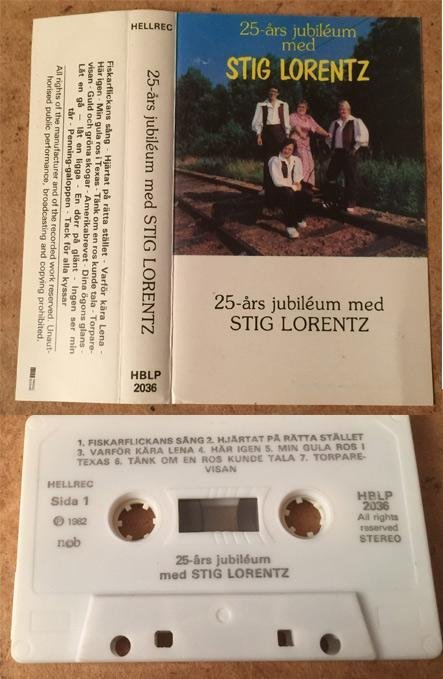 HELLREC
25-års jubiléum med STIG LORENTZ
HBLP
2036
Fiskarflickans sång - Hjärtat på rätta stället - Varför kära Lena -
Här igen - Min gula ros i Texas - Tänk om en ros kunde tala - Torpare-
visan - Guld och gröna skogar - Amerikabrevet - Dina ögons glans -
Låt en gå - låt en ligga - En dörr på glänt - Ingen ser min
tår - Penning-galoppen - Tack för alla kyssar
All rights of the manufacturer and of the recorded work reserved. Unaut-
horised public performance, broadcasting and copying prohibited.
25-års jubiléum
med
STIG LORENTZ
25-års jubiléum med
STIG LORENTZ
1. FISKARFLICKANS SÅNG 2. HJÄRTAT PÅ RÄTTA STÄLLET
3. VARFÖR KÄRA LENA 4. HÄR IGEN 5. MIN GULA ROS I
TEXAS 6. TÄNK OM EN ROS KUNDE TALA 7. TORPARE-
VISAN
HELLREC
Sida 1
Ⓟ 1982
n©b
HBLP
2036
All rights
reserved
STEREO
25-års jubiléum
med STIG LORENTZ